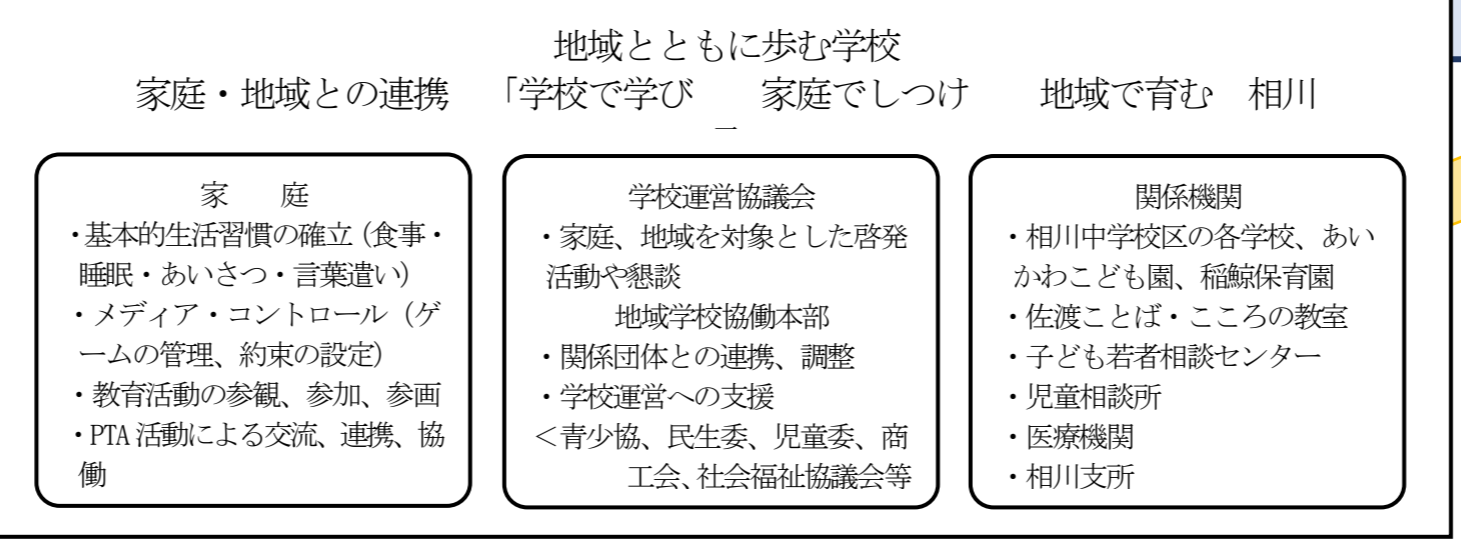 地域とともに歩む学校
家庭・地域との連携 「学校で学び 家庭でしつけ 地域で育む 相川
家 庭
・基本的生活習慣の確立（食事・
睡眠・あいさつ・言葉遣い）
・メディア・コントロール（ゲ
ームの管理、約束の設定）
・教育活動の参観、参加、参画
・PTA 活動による交流、連携、協
働
学校運営協議会
・家庭、地域を対象とした啓発
活動や懇談
地域学校協働本部
・関係団体との連携、調整
・学校運営への支援
＜青少協、民生委、児童委、商
工会、社会福祉協議会等
関係機関
・相川中学校区の各学校、あい
かわこども園、稲鯨保育園
・佐渡ことば・こころの教室
・子ども若者相談センター
・児童相談所
・医療機関
・相川支所